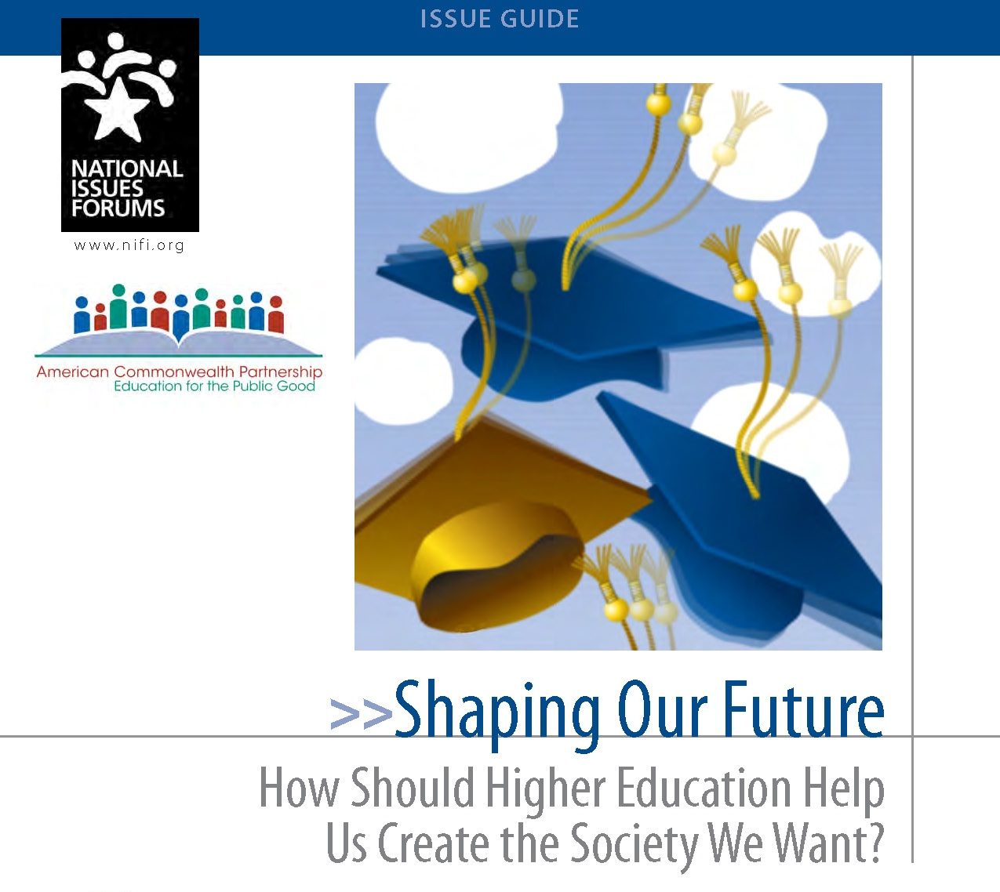 ISSUE GUIDE
NATIONAL
ISSUES
FORUMS
www.nifi.org
American Commonwealth Partnership
Education for the Public Good
>>Shaping Our Future
How Should Higher Education Help
Us Create the Society We Want?